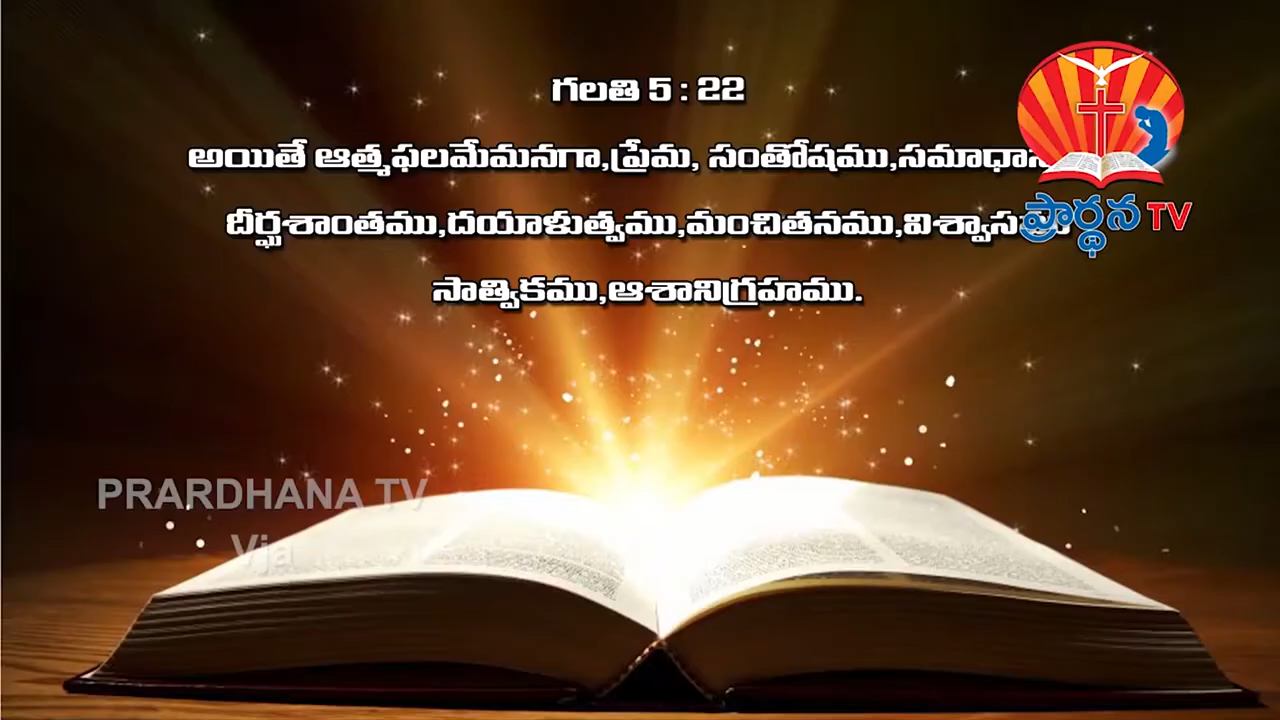 గలతి 5 : 22
అయితే ఆత్మఫలమేమనగా,ప్రేమ, సంతోషము,
దీర్ఘశాంతము,దయాళుత్వము,మంచితనము,
సాత్వికము,ఆశానిగ్రహము.
ప్రార్థన TV
PRARDHANA TV
Vja